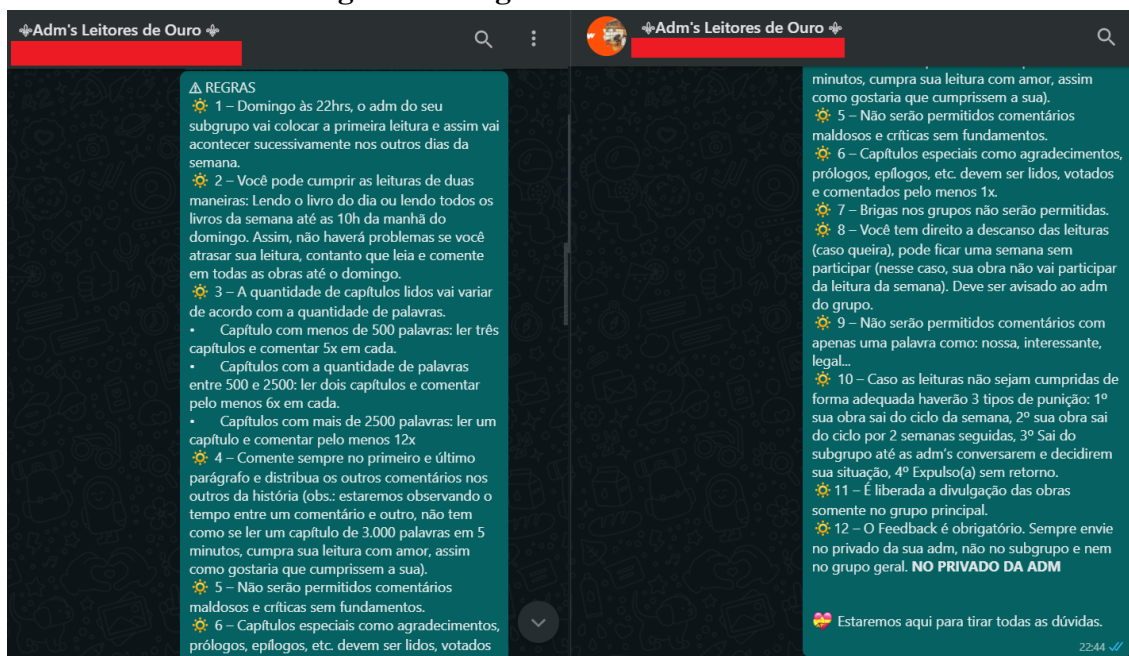 ⚜Adm's Leitores de Ouro⚜
⚠ REGRAS
🔅 1 – Domingo às 22hrs, o adm do seu
subgrupo vai colocar a primeira leitura e assim vai
acontecer sucessivamente nos outros dias da
semana.
🔅 2 – Você pode cumprir as leituras de duas
maneiras: Lendo o livro do dia ou lendo todos os
livros da semana até as 10h da manhã do
domingo. Assim, não haverá problemas se você
atrasar sua leitura, contanto que leia e comente
em todas as obras até o domingo.
🔅 3 – A quantidade de capítulos lidos vai variar
de acordo com a quantidade de palavras.
• Capítulo com menos de 500 palavras: ler três
capítulos e comentar 5x em cada.
• Capítulos com a quantidade de palavras
entre 500 e 2500: ler dois capítulos e comentar
pelo menos 6x em cada.
• Capítulos com mais de 2500 palavras: ler um
capítulo e comentar pelo menos 12x
🔅 4 – Comente sempre no primeiro e último
parágrafo e distribua os outros comentários nos
outros da história (obs.: estaremos observando o
tempo entre um comentário e outro, não tem
como se ler um capítulo de 3.000 palavras em 5
minutos, cumpra sua leitura com amor, assim
como gostaria que cumprissem a sua).
🔅 5 – Não serão permitidos comentários
maldosos e críticas sem fundamentos.
🔅 6 – Capítulos especiais como agradecimentos,
prólogos, epílogos, etc. devem ser lidos, votados
⚜Adm's Leitores de Ouro⚜
minutos, cumpra sua leitura com amor, assim
como gostaria que cumprissem a sua).
🔅 5 – Não serão permitidos comentários
maldosos e críticas sem fundamentos.
🔅 6 – Capítulos especiais como agradecimentos,
prólogos, epílogos, etc. devem ser lidos, votados
e comentados pelo menos 1x.
🔅 7 – Brigas nos grupos não serão permitidas.
🔅 8 – Você tem direito a descanso das leituras
(caso queira), pode ficar uma semana sem
participar (nesse caso, sua obra não vai participar
da leitura da semana). Deve ser avisado ao adm
do grupo.
🔅 9 – Não serão permitidos comentários com
apenas uma palavra como: nossa, interessante,
legal...
🔅 10 – Caso as leituras não sejam cumpridas de
forma adequada haverão 3 tipos de punição: 1º
sua obra sai do ciclo da semana, 2º sua obra sai
do ciclo por 2 semanas seguidas, 3º Sai do
subgrupo até as adm's conversarem e decidirem
sua situação, 4º Expulso(a) sem retorno.
🔅 11 – É liberada a divulgação das obras
somente no grupo principal.
🔅 12 – O Feedback é obrigatório. Sempre envie
no privado da sua adm, não no subgrupo e nem
no grupo geral. NO PRIVADO DA ADM
💝 Estaremos aqui para tirar todas as dúvidas.
22:44